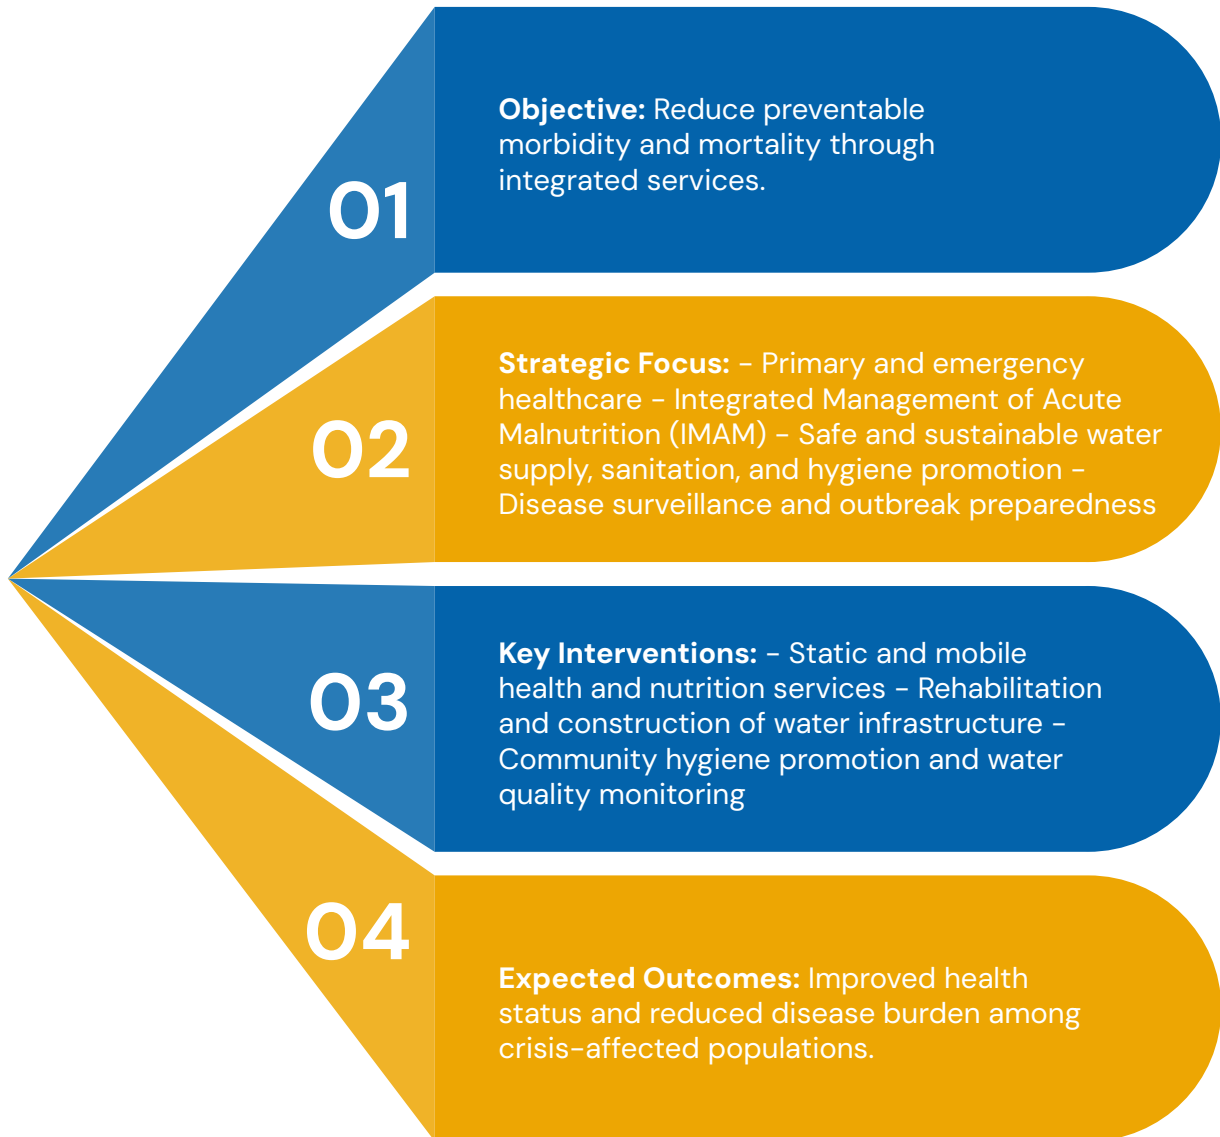 01
Objective: Reduce preventable
morbidity and mortality through
integrated services.
02
Strategic Focus: - Primary and emergency
healthcare - Integrated Management of Acute
Malnutrition (IMAM) - Safe and sustainable water
supply, sanitation, and hygiene promotion -
Disease surveillance and outbreak preparedness
03
Key Interventions: - Static and mobile
health and nutrition services - Rehabilitation
and construction of water infrastructure -
Community hygiene promotion and water
quality monitoring
04
Expected Outcomes: Improved health
status and reduced disease burden among
crisis-affected populations.